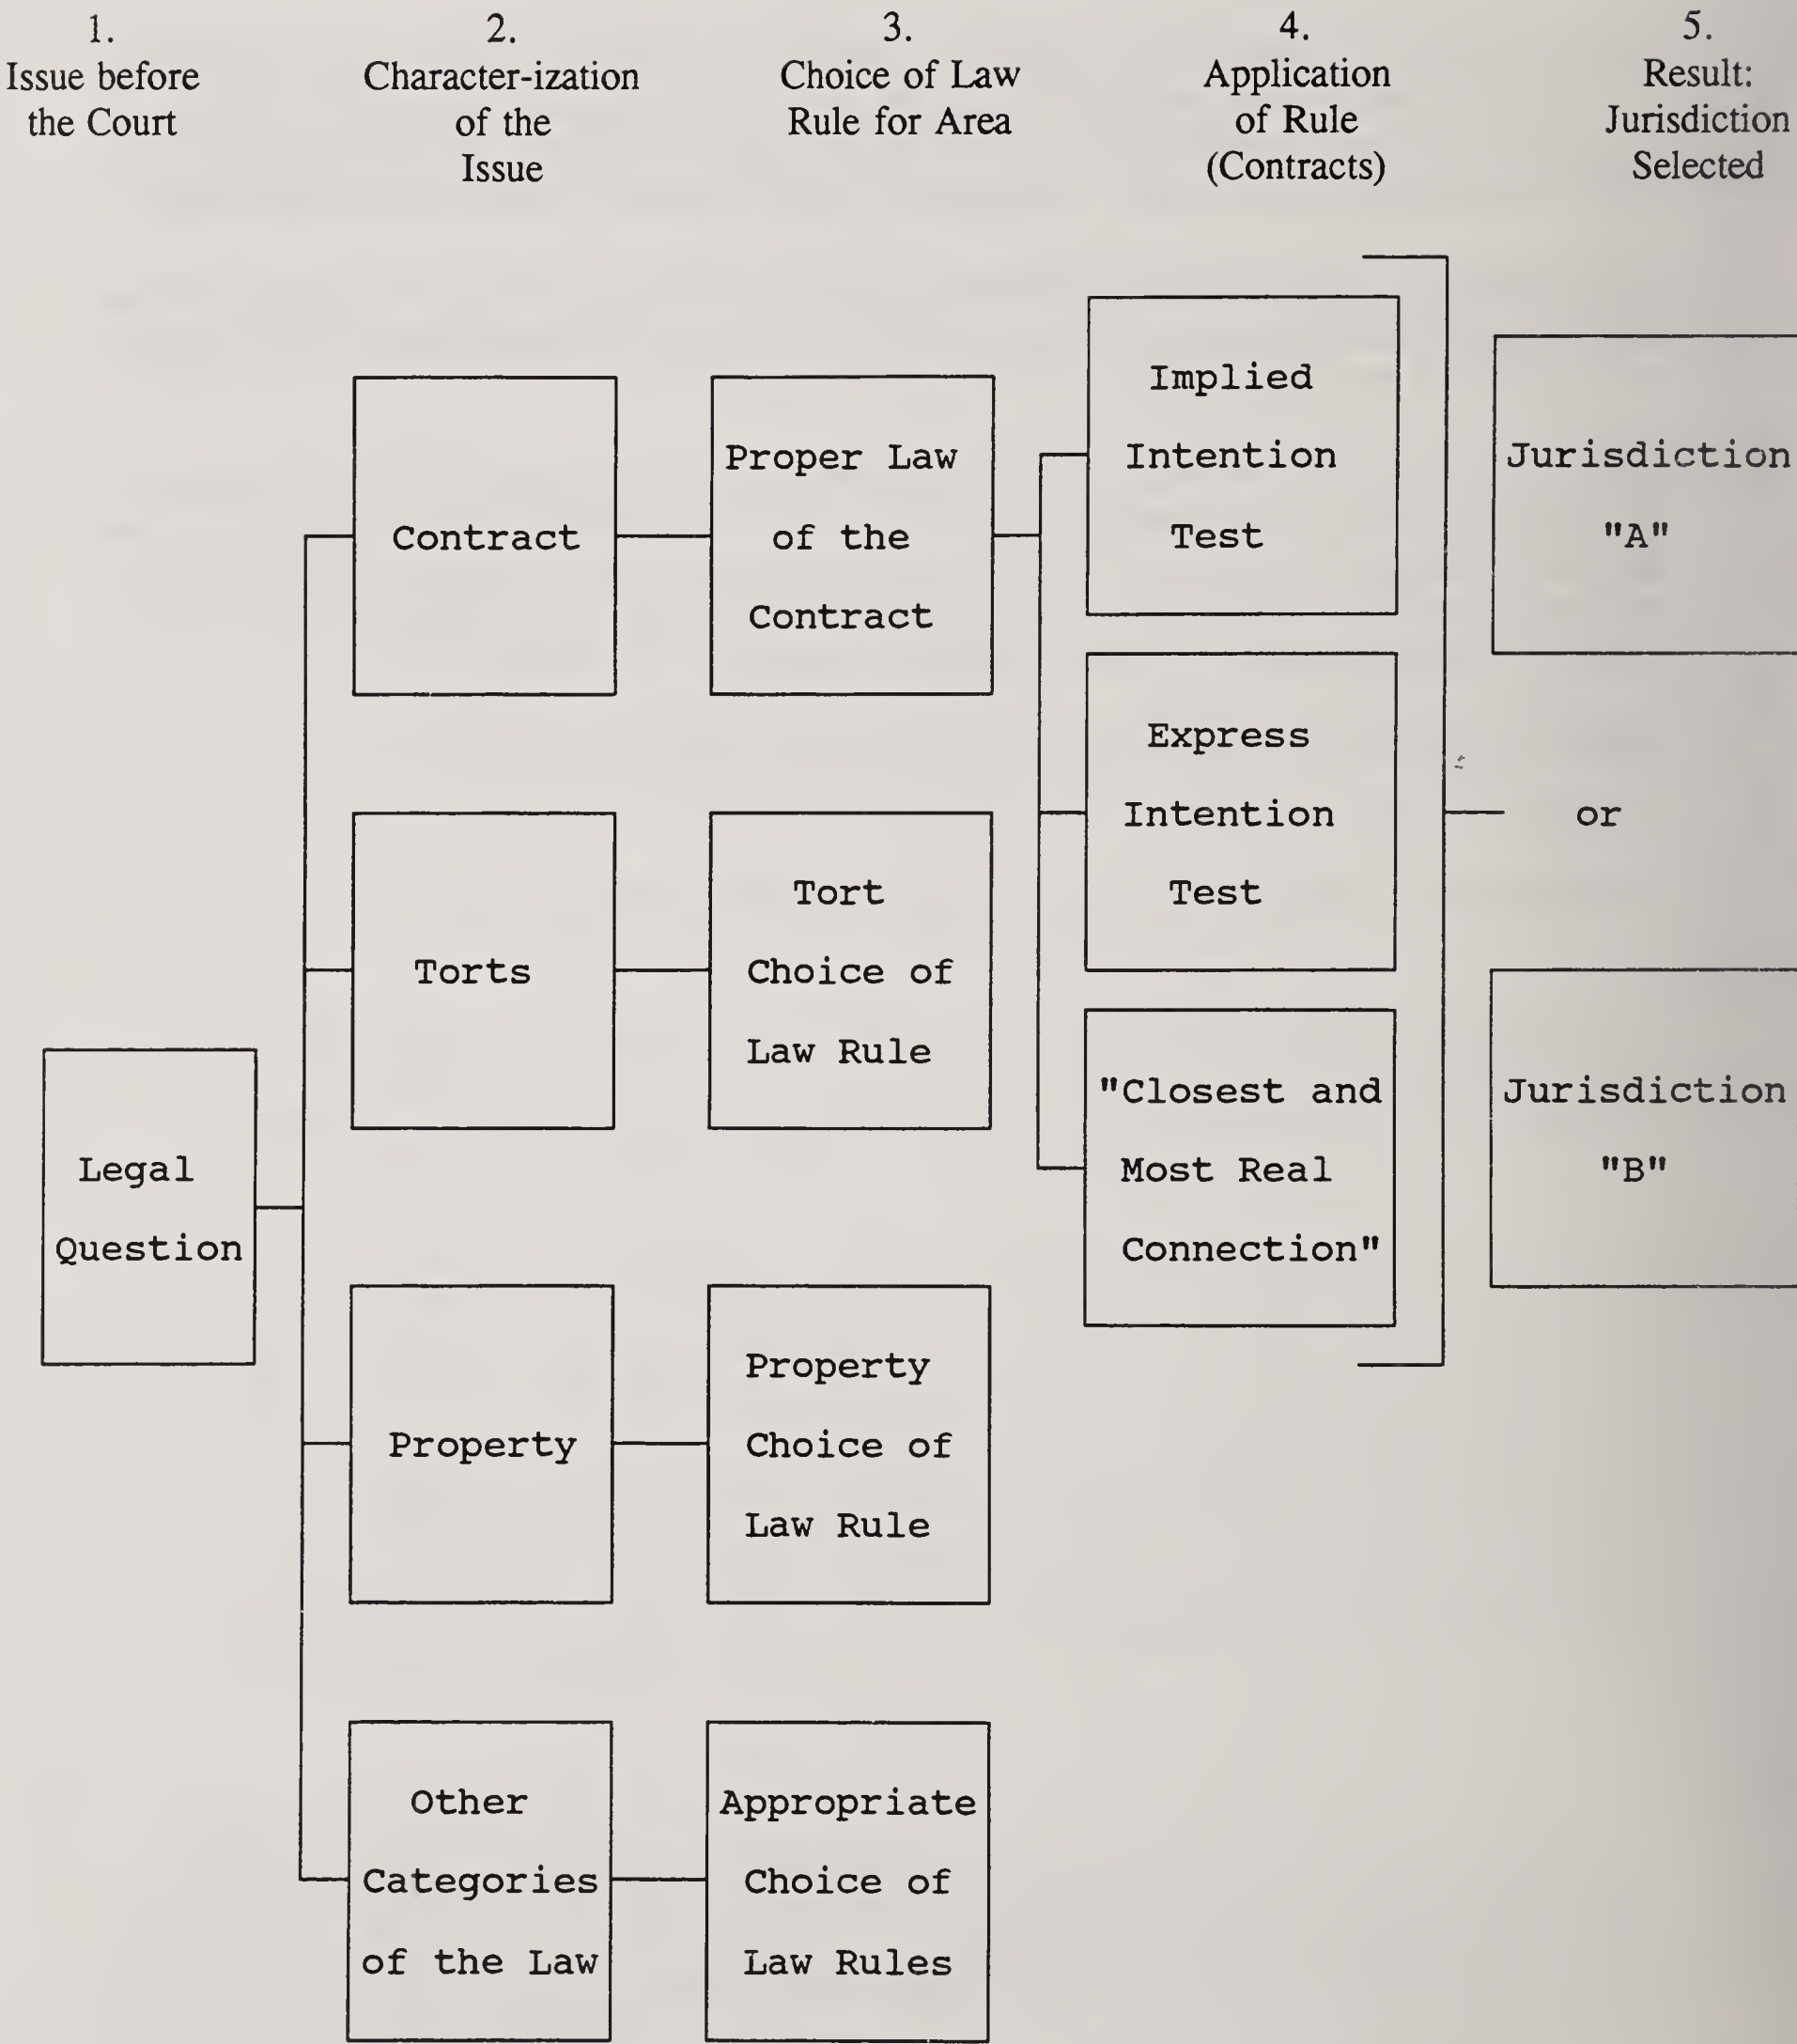 1.
Issue before
the Court
2.
Character-ization
of the
Issue
3.
Choice of Law
Rule for Area
4.
Application
of Rule
(Contracts)
5.
Result:
Jurisdiction
Selected
Legal
Question
Contract
Torts
Property
Other
Categories
of the Law
Proper Law
of the
Contract
Tort
Choice of
Law Rule
Property
Choice of
Law Rule
Appropriate
Choice of
Law Rules
Implied
Intention
Test
Express
Intention
Test
"Closest and
Most Real
Connection"
Jurisdiction
"A"
or
Jurisdiction
"B"